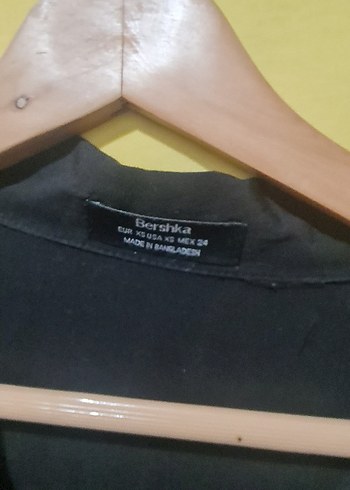 Bershka
EUR XS USA XS MEX 24
MADE IN BANGLADESH